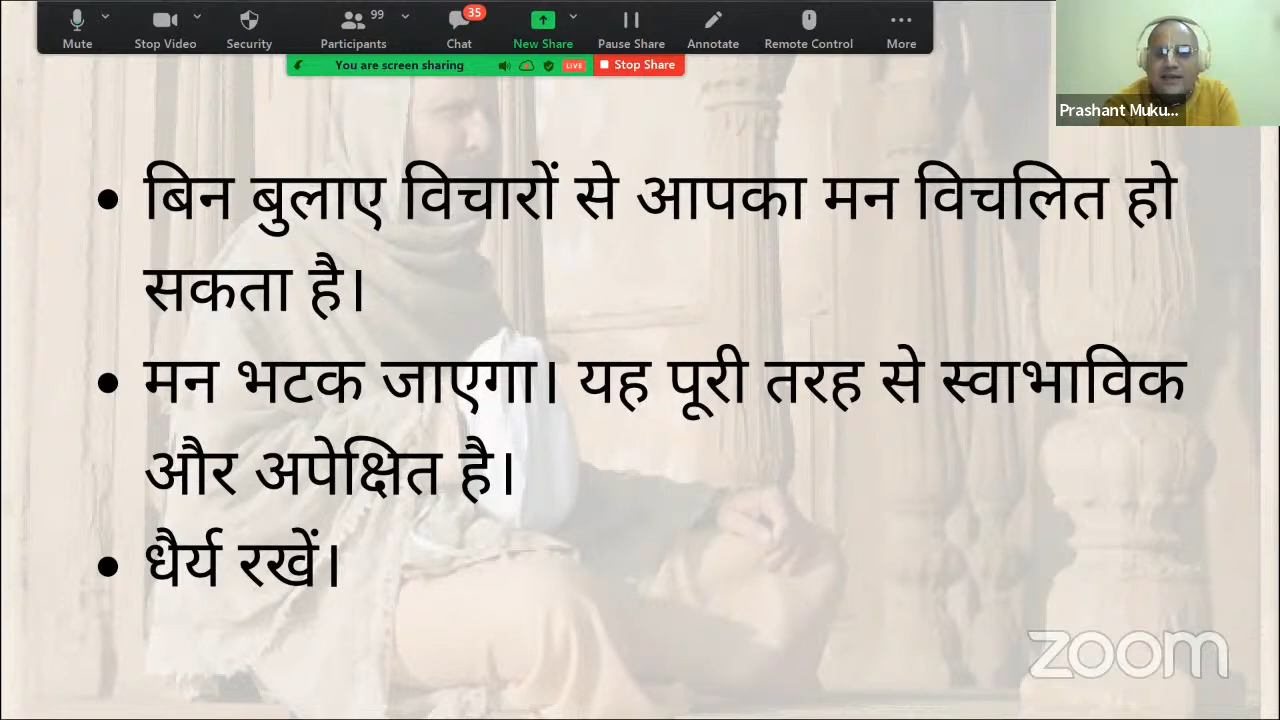 99
35
Mute
Stop Video
Security
Participants
Chat
New Share
Pause Share
Annotate
Remote Control
More
You are screen sharing
LIVE
Stop Share
Prashant Muku...
• बिन बुलाए विचारों से आपका मन विचलित हो
सकता है।
• मन भटक जाएगा। यह पूरी तरह से स्वाभाविक
और अपेक्षित है।
• धैर्य रखें।
zoom